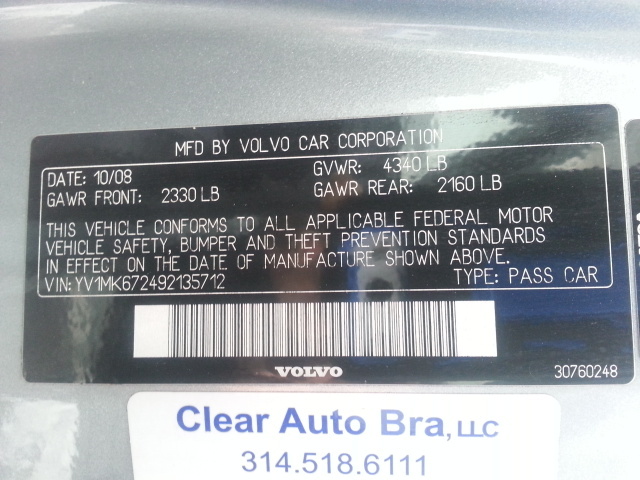 MFD BY VOLVO CAR CORPORATION
DATE: 10/08 GVWR: 4340 LB
GAWR FRONT: 2330 LB GAWR REAR: 2160 LB
THIS VEHICLE CONFORMS TO ALL APPLICABLE FEDERAL MOTOR
VEHICLE SAFETY, BUMPER AND THEFT PREVENTION STANDARDS
IN EFFECT ON THE DATE OF MANUFACTURE SHOWN ABOVE.
VIN: YV1MK672492135712 TYPE: PASS CAR
VOLVO 30760248
Clear Auto Bra, LLC
314.518.6111